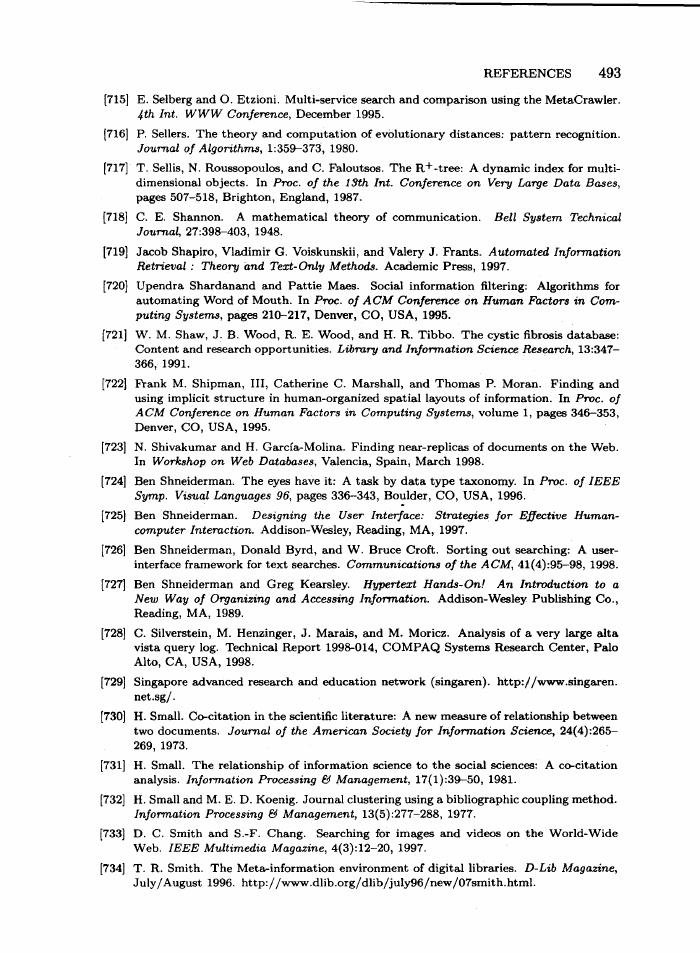 REFERENCES 493
[715] E. Selberg and O. Etzioni. Multi-service search and comparison using the MetaCrawler.
4th Int. WWW Conference, December 1995.
[716] P. Sellers. The theory and computation of evolutionary distances: pattern recognition.
Journal of Algorithms, 1:359–373, 1980.
[717] T. Sellis, N. Roussopoulos, and C. Faloutsos. The R+-tree: A dynamic index for multi-
dimensional objects. In Proc. of the 13th Int. Conference on Very Large Data Bases,
pages 507–518, Brighton, England, 1987.
[718] C. E. Shannon. A mathematical theory of communication. Bell System Technical
Journal, 27:398–403, 1948.
[719] Jacob Shapiro, Vladimir G. Voiskunskii, and Valery J. Frants. Automated Information
Retrieval : Theory and Text-Only Methods. Academic Press, 1997.
[720] Upendra Shardanand and Pattie Maes. Social information filtering: Algorithms for
automating Word of Mouth. In Proc. of ACM Conference on Human Factors in Com-
puting Systems, pages 210–217, Denver, CO, USA, 1995.
[721] W. M. Shaw, J. B. Wood, R. E. Wood, and H. R. Tibbo. The cystic fibrosis database:
Content and research opportunities. Library and Information Science Research, 13:347–
366, 1991.
[722] Frank M. Shipman, III, Catherine C. Marshall, and Thomas P. Moran. Finding and
using implicit structure in human-organized spatial layouts of information. In Proc. of
ACM Conference on Human Factors in Computing Systems, volume 1, pages 346–353,
Denver, CO, USA, 1995.
[723] N. Shivakumar and H. García-Molina. Finding near-replicas of documents on the Web.
In Workshop on Web Databases, Valencia, Spain, March 1998.
[724] Ben Shneiderman. The eyes have it: A task by data type taxonomy. In Proc. of IEEE
Symp. Visual Languages 96, pages 336–343, Boulder, CO, USA, 1996.
[725] Ben Shneiderman. Designing the User Interface: Strategies for Effective Human-
computer Interaction. Addison-Wesley, Reading, MA, 1997.
[726] Ben Shneiderman, Donald Byrd, and W. Bruce Croft. Sorting out searching: A user-
interface framework for text searches. Communications of the ACM, 41(4):95–98, 1998.
[727] Ben Shneiderman and Greg Kearsley. Hypertext Hands-On! An Introduction to a
New Way of Organizing and Accessing Information. Addison-Wesley Publishing Co.,
Reading, MA, 1989.
[728] C. Silverstein, M. Henzinger, J. Marais, and M. Moricz. Analysis of a very large alta
vista query log. Technical Report 1998-014, COMPAQ Systems Research Center, Palo
Alto, CA, USA, 1998.
[729] Singapore advanced research and education network (singaren). http://www.singaren.
net.sg/.
[730] H. Small. Co-citation in the scientific literature: A new measure of relationship between
two documents. Journal of the American Society for Information Science, 24(4):265–
269, 1973.
[731] H. Small. The relationship of information science to the social sciences: A co-citation
analysis. Information Processing & Management, 17(1):39–50, 1981.
[732] H. Small and M. E. D. Koenig. Journal clustering using a bibliographic coupling method.
Information Processing & Management, 13(5):277–288, 1977.
[733] D. C. Smith and S.-F. Chang. Searching for images and videos on the World-Wide
Web. IEEE Multimedia Magazine, 4(3):12–20, 1997.
[734] T. R. Smith. The Meta-information environment of digital libraries. D-Lib Magazine,
July/August 1996. http://www.dlib.org/dlib/july96/new/07smith.html.